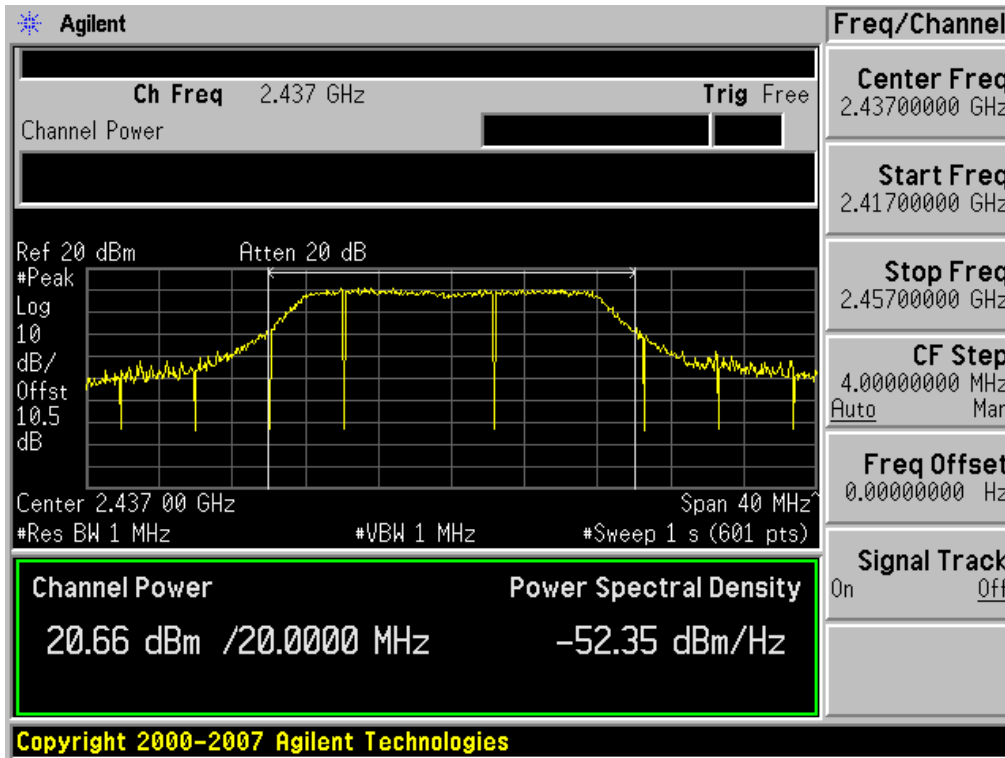 Agilent
Freq/Channel
Ch Freq 2.437 GHz Trig Free
Channel Power
Center Freq
2.43700000 GHz
Start Freq
2.41700000 GHz
Stop Freq
2.45700000 GHz
CF Step
4.00000000 MHz
Auto Man
Freq Offset
0.00000000 Hz
Signal Track
On Off
Ref 20 dBm Atten 20 dB
#Peak
Log
10
dB/
Offst
10.5
dB
Center 2.437 00 GHz Span 40 MHz^
#Res BW 1 MHz #VBW 1 MHz #Sweep 1 s (601 pts)
Channel Power Power Spectral Density
20.66 dBm /20.0000 MHz -52.35 dBm/Hz
Copyright 2000-2007 Agilent Technologies